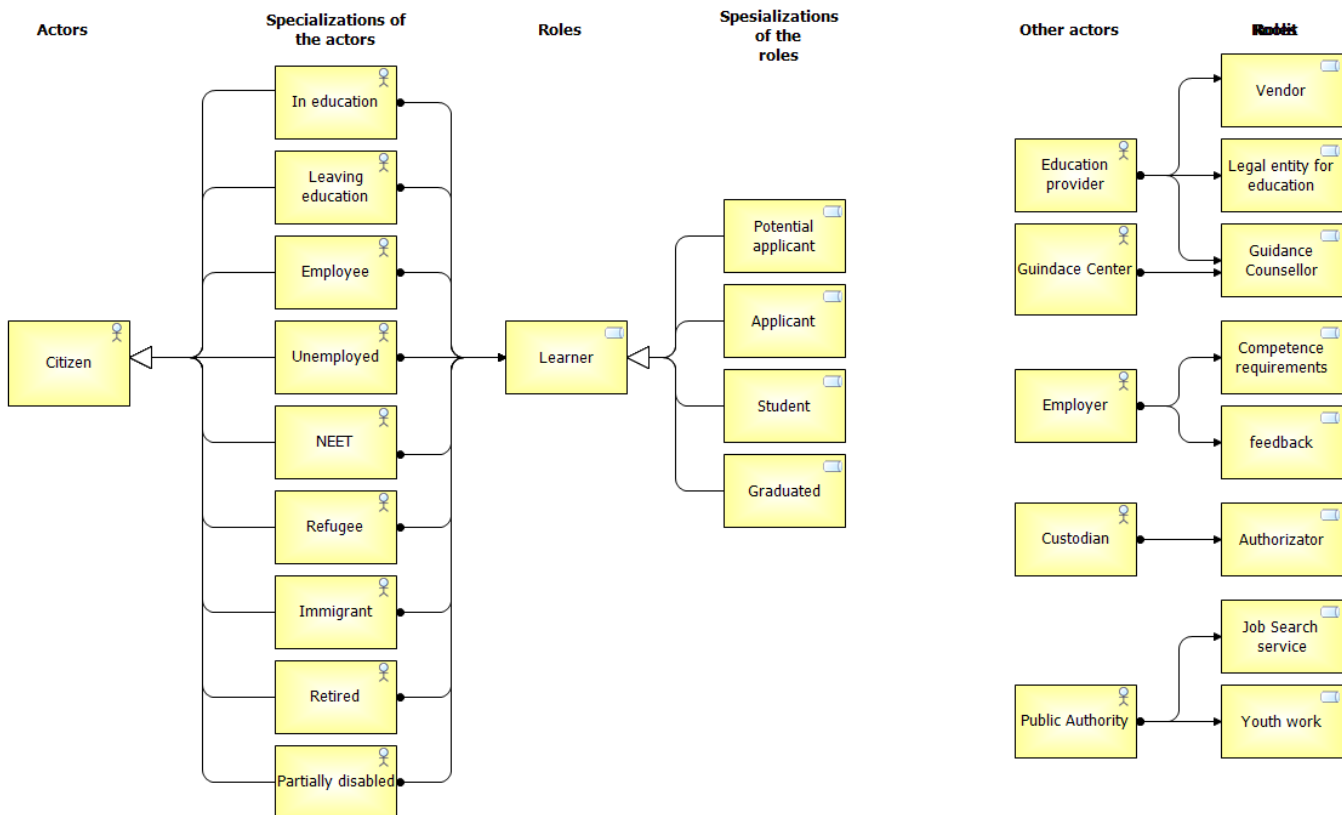 Actors
Specializations of
the actors
Roles
Spesializations
of the
roles
Other actors
In education
Leaving
education
Employee
Unemployed
NEET
Refugee
Immigrant
Retired
Partially disabled
Citizen
Learner
Potential
applicant
Applicant
Student
Graduated
Education
provider
Guindace Center
Employer
Custodian
Public Authority
Vendor
Legal entity for
education
Guidance
Counsellor
Competence
requirements
feedback
Authorizator
Job Search
service
Youth work